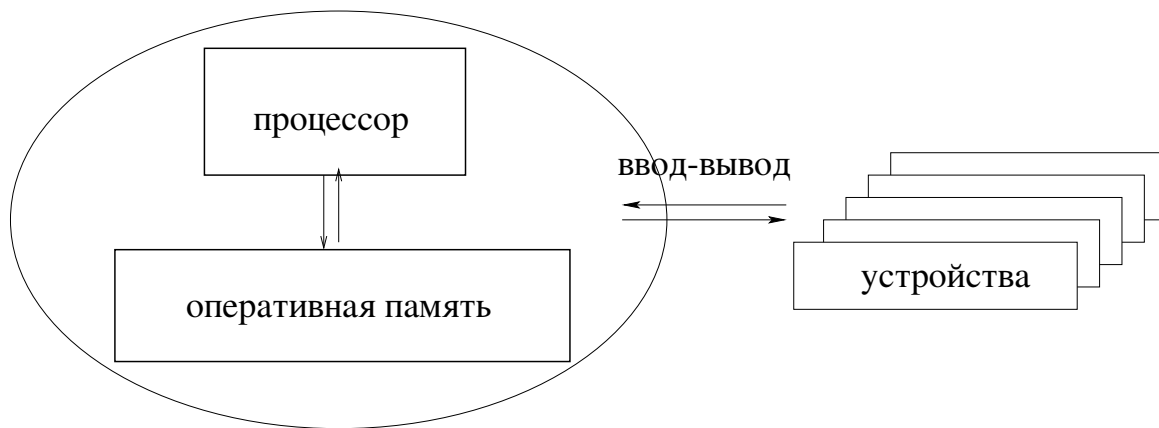 процессор
ввод-вывод
устройства
оперативная память